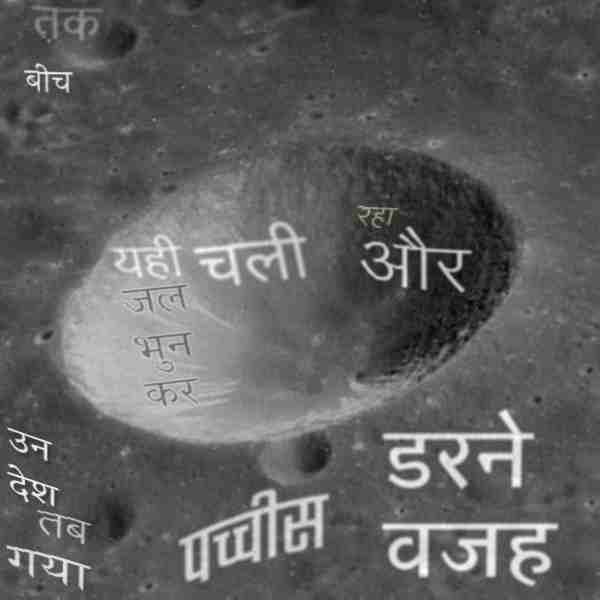 तक
बीच
रहा
यही चली और
जल
भुन
कर
डरने
उन
देश
पच्चीस
तब
वजह
गया